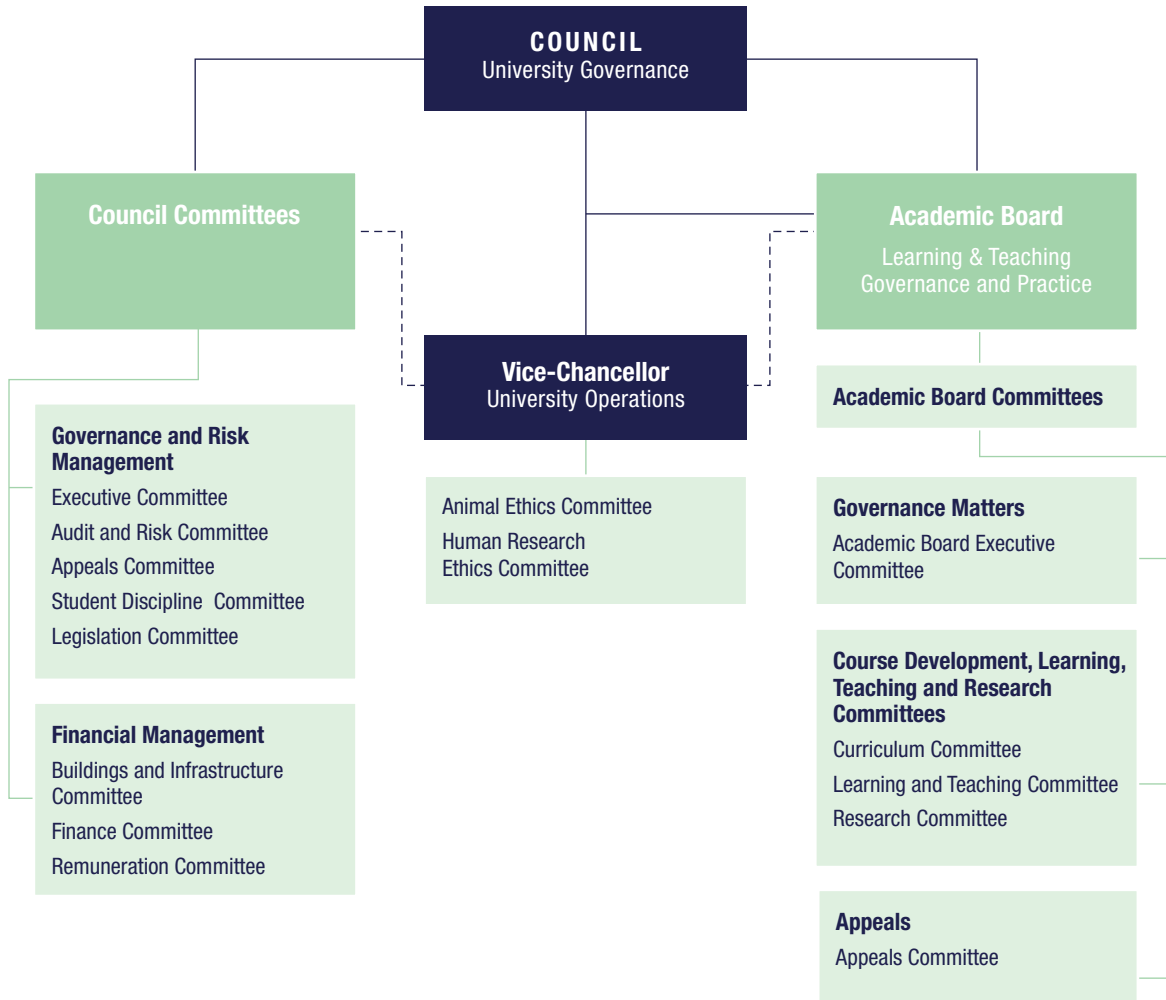 COUNCIL
University Governance
Council Committees
Academic Board
Learning & Teaching
Governance and Practice
Vice-Chancellor
University Operations
Governance and Risk
Management
Executive Committee
Audit and Risk Committee
Appeals Committee
Student Discipline  Committee
Legislation Committee
Financial Management
Buildings and Infrastructure
Committee
Finance Committee
Remuneration Committee
Animal Ethics Committee
Human Research
Ethics Committee
Academic Board Committees
Governance Matters
Academic Board Executive
Committee
Course Development, Learning,
Teaching and Research
Committees
Curriculum Committee
Learning and Teaching Committee
Research Committee
Appeals
Appeals Committee